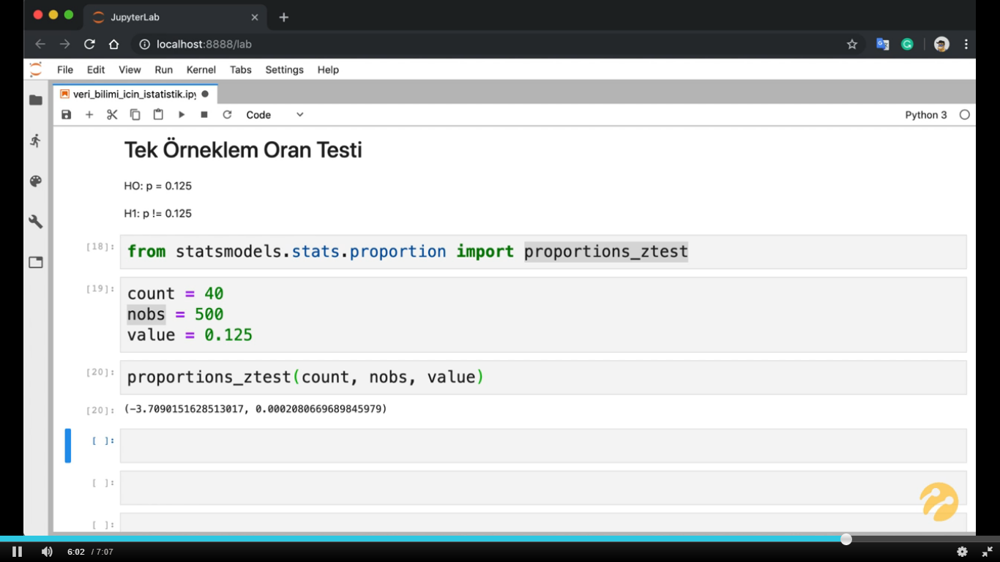 JupyterLab
localhost:8888/lab
File Edit View Run Kernel Tabs Settings Help
veri_bilimi_icin_istatistik.ipy
Code Python 3
Tek Örneklem Oran Testi
HO: p = 0.125
H1: p != 0.125
[18]: from statsmodels.stats.proportion import proportions_ztest
[19]: count = 40
nobs = 500
value = 0.125
[20]: proportions_ztest(count, nobs, value)
[20]: (-3.7090151628513017, 0.0002080669689845979)
[ ]:
[ ]:
[ ]:
6:02 / 7:07